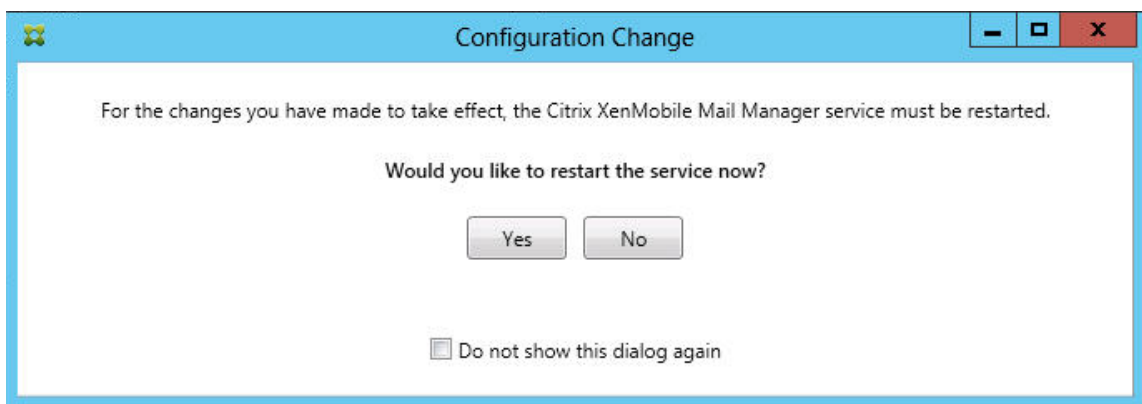 Configuration Change
For the changes you have made to take effect, the Citrix XenMobile Mail Manager service must be restarted.
Would you like to restart the service now?
Yes No
Do not show this dialog again